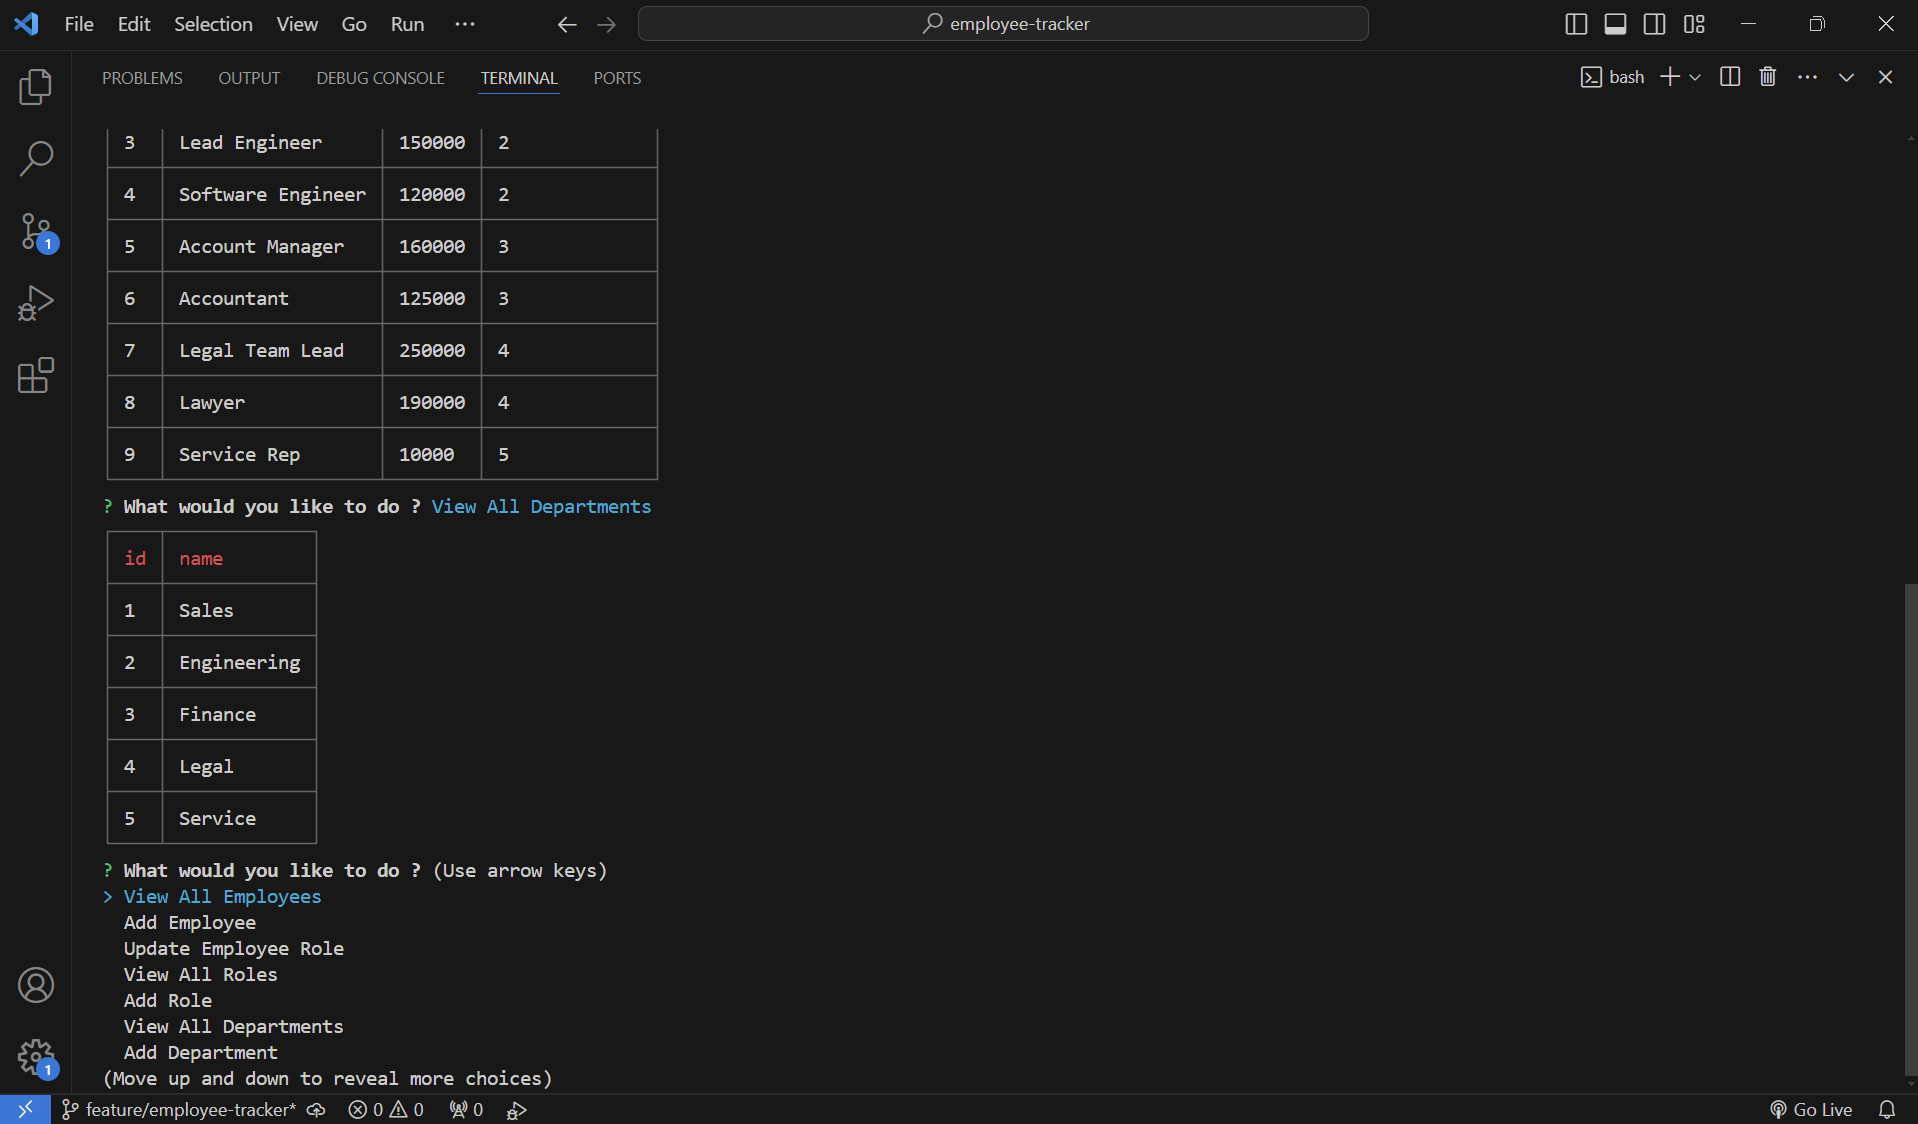 File Edit Selection View Go Run ··· employee-tracker
PROBLEMS OUTPUT DEBUG CONSOLE TERMINAL PORTS bash
3 Lead Engineer 150000 2
4 Software Engineer 120000 2
5 Account Manager 160000 3
6 Accountant 125000 3
7 Legal Team Lead 250000 4
8 Lawyer 190000 4
9 Service Rep 10000 5
? What would you like to do ? View All Departments
id name
1 Sales
2 Engineering
3 Finance
4 Legal
5 Service
? What would you like to do ? (Use arrow keys)
> View All Employees
Add Employee
Update Employee Role
View All Roles
Add Role
View All Departments
Add Department
(Move up and down to reveal more choices)
1
1
feature/employee-tracker* 0 0 0 Go Live